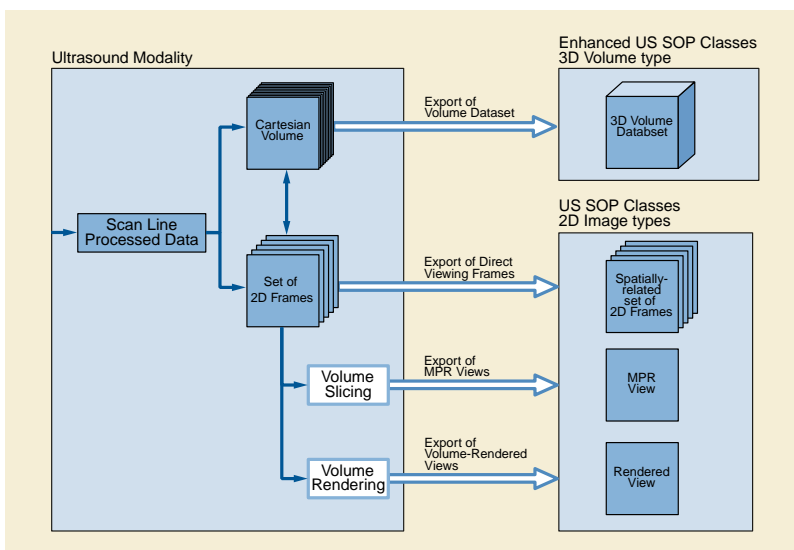 Ultrasound Modality
Enhanced US SOP Classes
3D Volume type
Cartesian
Volume
Export of
Volume Dataset
3D Volume
Databset
Scan Line
Processed Data
US SOP Classes
2D Image types
Set of
2D Frames
Export of Direct
Viewing Frames
Spatially-
related
set of
2D Frames
Volume
Slicing
Export of
MPR Views
MPR
View
Volume
Rendering
Export of
Volume-Rendered
Views
Rendered
View